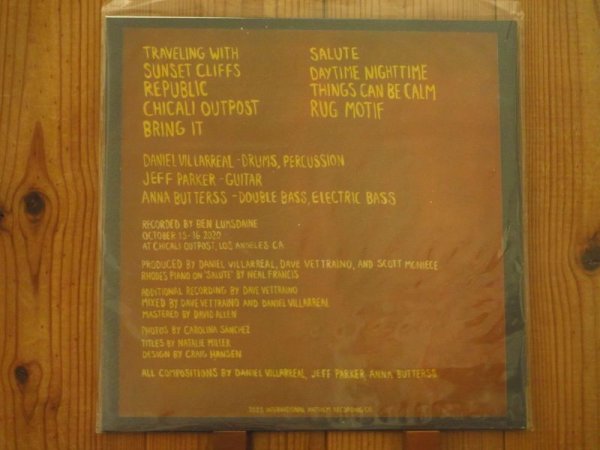 TRAVELING WITH
SUNSET CLIFFS
REPUBLIC
CHICALI OUTPOST
BRING IT
SALUTE
DAYTIME NIGHTTIME
THINGS CAN BE CALM
RUG MOTIF
DANIEL VILLARREAL - DRUMS, PERCUSSION
JEFF PARKER - GUITAR
ANNA BUTTERSS - DOUBLE BASS, ELECTRIC BASS
RECORDED BY BEN LUMSDAINE
OCTOBER 15-16 2020
AT CHICALI OUTPOST, LOS ANGELES CA
PRODUCED BY DANIEL VILLARREAL, DAVE VETTRAINO, AND SCOTT MCNIECE
RHODES PIANO ON 'SALUTE' BY NEAL FRANCIS
ADDITIONAL RECORDING BY DAVE VETTRAINO
MIXED BY DAVE VETTRAINO AND DANIEL VILLARREAL
MASTERED BY DAVID ALLEN
PHOTOS BY CAROLINA SANCHEZ
TITLES BY NATALIE MILLER
DESIGN BY CRAIG HANSEN
ALL COMPOSITIONS BY DANIEL VILLARREAL, JEFF PARKER ANNA BUTTERSS
INTERNATIONAL ANTHEM RECORDING CO.